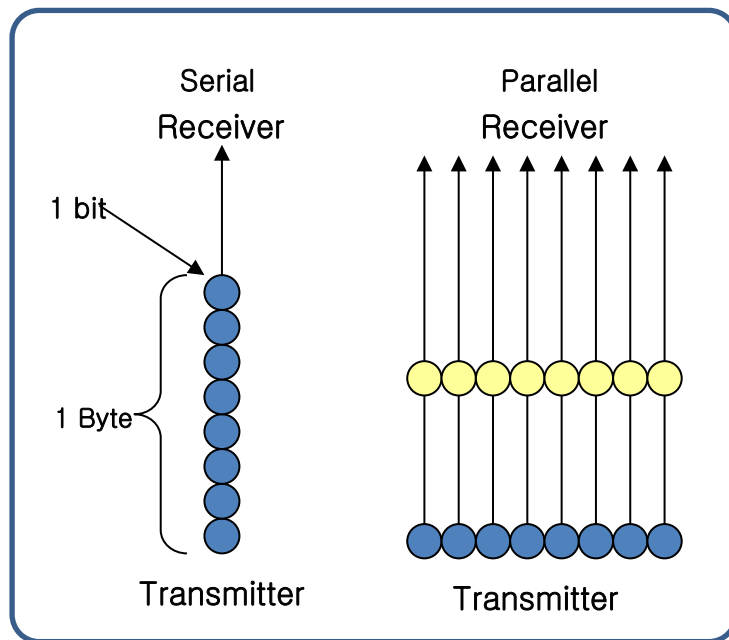 Serial
Receiver
Parallel
Receiver
1 bit
1 Byte
Transmitter
Transmitter